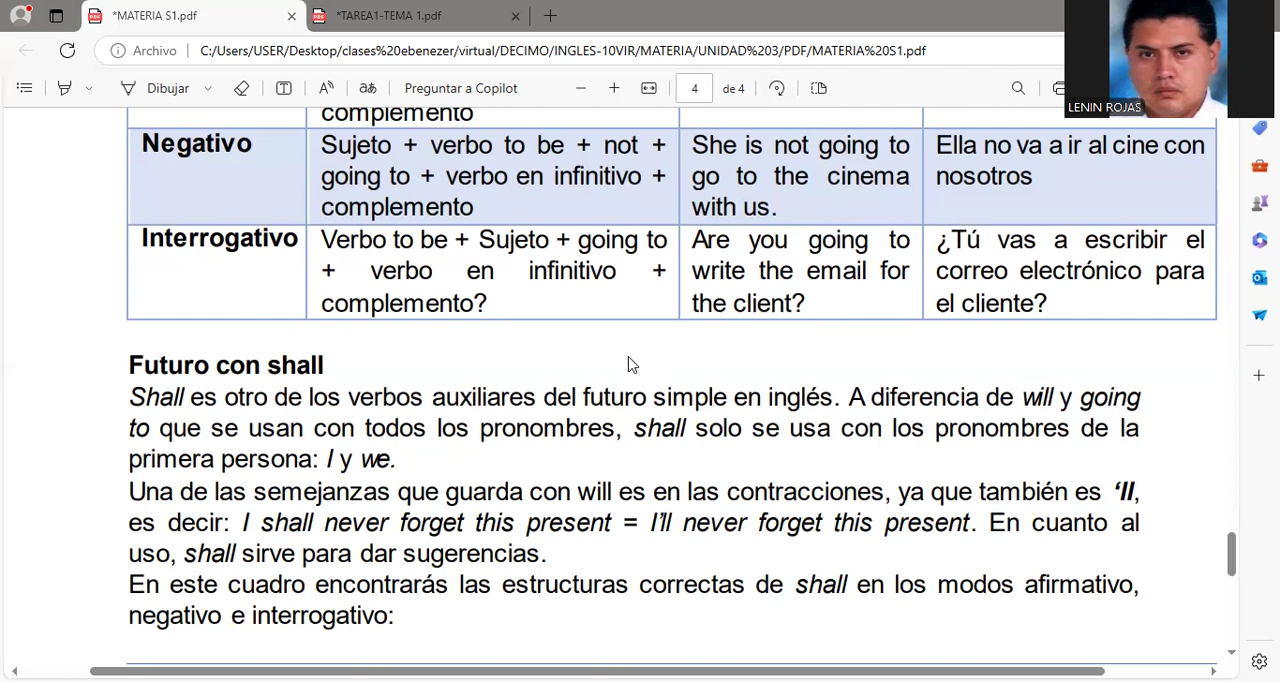 *MATERIA S1.pdf
*TAREA1-TEMA 1.pdf
Archivo C:/Users/USER/Desktop/clases%20ebenezer/virtual/DECIMO/INGLES-10VIR/MATERIA/UNIDAD%203/PDF/MATERIA%20S1.pdf
Dibujar
aあ
Preguntar a Copilot
4 de 4
LENIN ROJAS
complemento
Negativo
Sujeto + verbo to be + not +
going to + verbo en infinitivo +
complemento
She is not going to
go to the cinema
with us.
Ella no va a ir al cine con
nosotros
Interrogativo
Verbo to be + Sujeto + going to
+ verbo en infinitivo +
complemento?
Are you going to
write the email for
the client?
¿Tú vas a escribir el
correo electrónico para
el cliente?
Futuro con shall
Shall es otro de los verbos auxiliares del futuro simple en inglés. A diferencia de will y going
to que se usan con todos los pronombres, shall solo se usa con los pronombres de la
primera persona: I y we.
Una de las semejanzas que guarda con will es en las contracciones, ya que también es ‘ll,
es decir: I shall never forget this present = I’ll never forget this present. En cuanto al
uso, shall sirve para dar sugerencias.
En este cuadro encontrarás las estructuras correctas de shall en los modos afirmativo,
negativo e interrogativo: